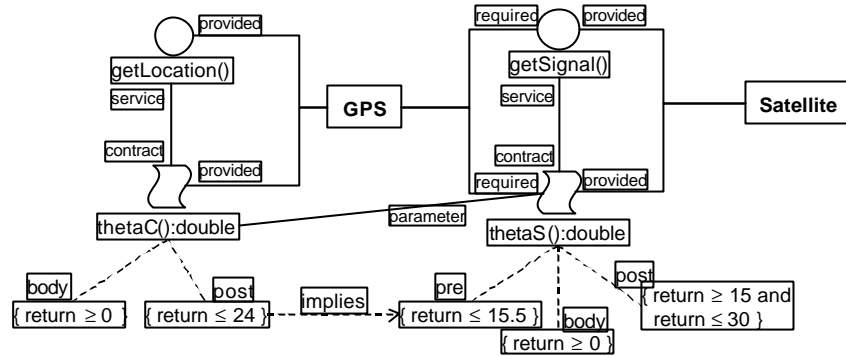 provided
required
provided
getLocation()
getSignal()
service
service
GPS
Satellite
contract
contract
provided
required
provided
parameter
thetaC():double
thetaS():double
body
post
implies
pre
post
{ return ≥ 0 }
{ return ≤ 24 }
{ return ≤ 15.5 }
body
{ return ≥ 15 and
return ≤ 30 }
{ return ≥ 0 }